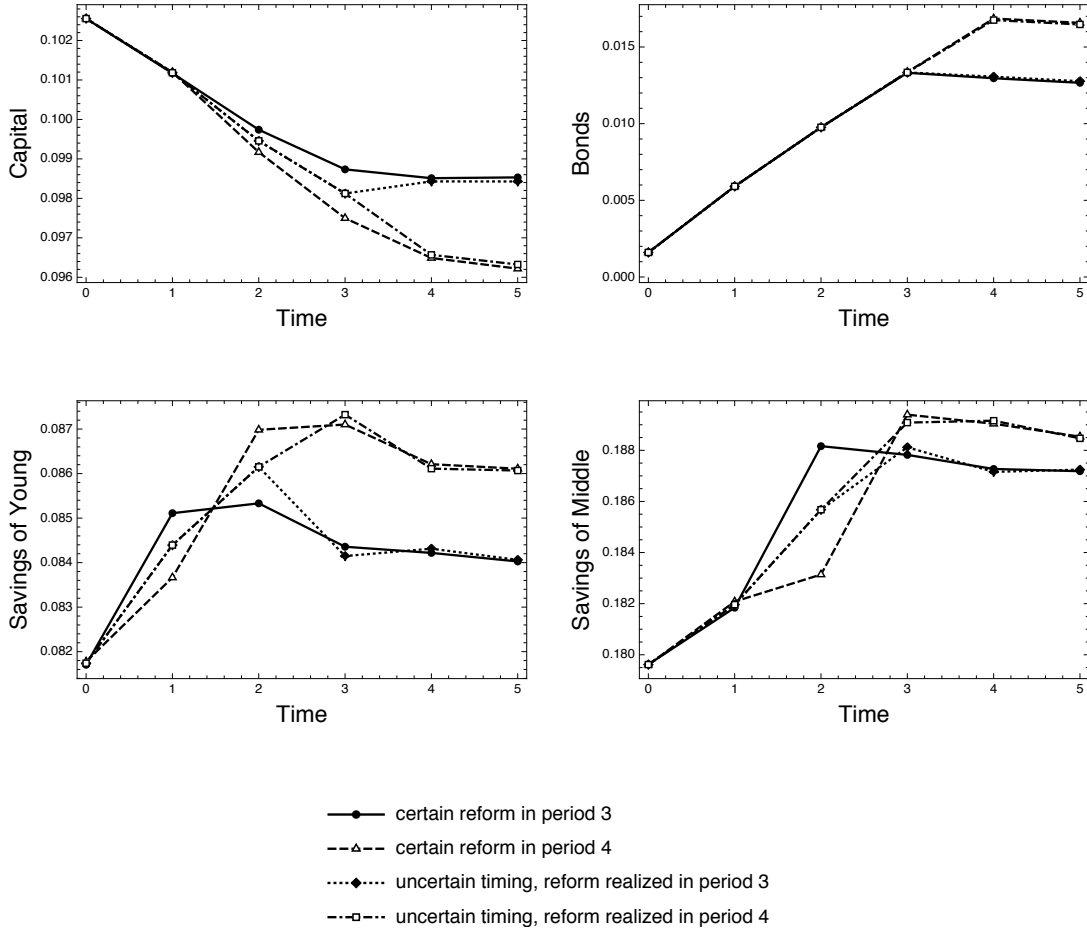 0.102
0.101
0.100
0.099
0.098
0.097
0.096
Capital
0 1 2 3 4 5
Time
0.015
0.010
0.005
0.000
Bonds
0 1 2 3 4 5
Time
0.087
0.086
0.085
0.084
0.083
0.082
Savings of Young
0 1 2 3 4 5
Time
0.188
0.186
0.184
0.182
0.180
Savings of Middle
0 1 2 3 4 5
Time
certain reform in period 3
certain reform in period 4
uncertain timing, reform realized in period 3
uncertain timing, reform realized in period 4